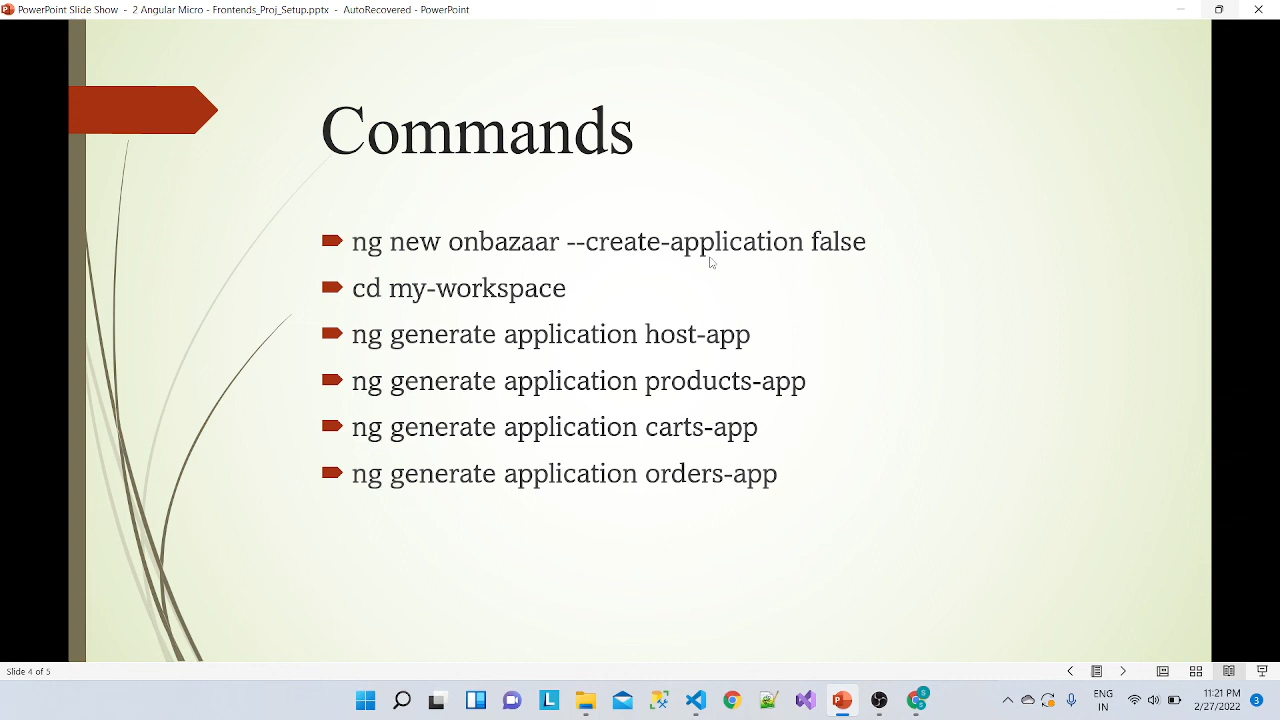 PowerPoint Slide Show - 2 Angular Micro - Frontends_Proj_Setup.pptx - AutoRecovered - PowerPoint
Commands
ng new onbazaar --create-application false
cd my-workspace
ng generate application host-app
ng generate application products-app
ng generate application carts-app
ng generate application orders-app
Slide 4 of 5
ENG
IN
11:21 PM
2/27/2022
3